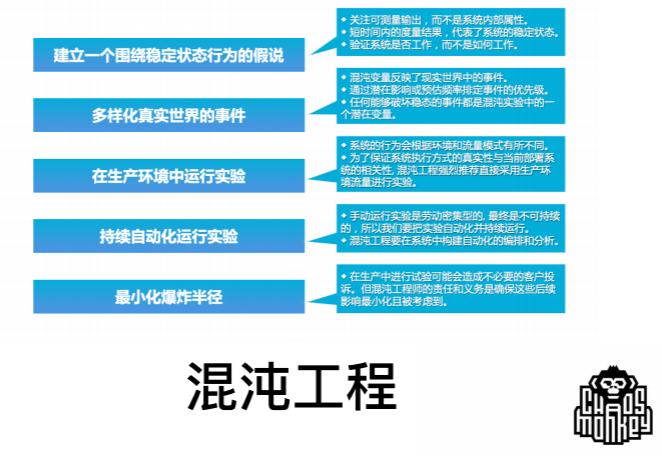 建立一个围绕稳定状态行为的假说
◆ 关注可测量输出，而不是系统内部属性。
◆ 短时间内的度量结果，代表了系统的稳定状态。
◆ 验证系统是否工作，而不是如何工作。
多样化真实世界的事件
◆ 混沌变量反映了现实世界中的事件。
◆ 通过潜在影响或预估频率排定事件的优先级。
◆ 任何能够破坏稳态的事件都是混沌实验中的一
个潜在变量。
在生产环境中运行实验
◆ 系统的行为会根据环境和流量模式有所不同。
◆ 为了保证系统执行方式的真实性与当前部署系
统的相关性, 混沌工程强烈推荐直接采用生产环
境流量进行实验。
持续自动化运行实验
◆ 手动运行实验是劳动密集型的, 最终是不可持续
的，所以我们要把实验自动化并持续运行。
◆ 混沌工程要在系统中构建自动化的编排和分析。
最小化爆炸半径
◆ 在生产中进行试验可能会造成不必要的客户投
诉。但混沌工程师的责任和义务是确保这些后续
影响最小化且被考虑到。
混沌工程
CHAOS
monkey